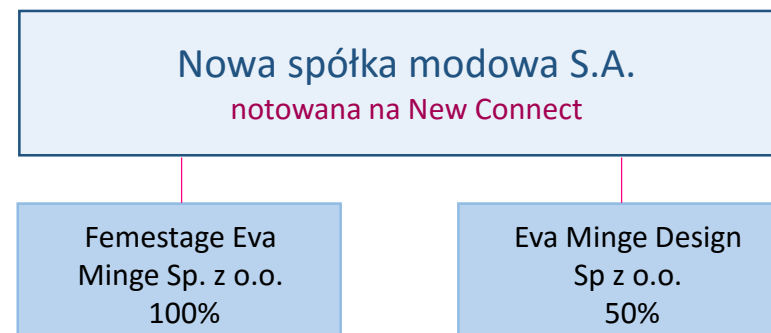 Nowa spółka modowa S.A.
notowana na New Connect
Femestage Eva
Minge Sp. z o.o.
100%
Eva Minge Design
Sp z o.o.
50%